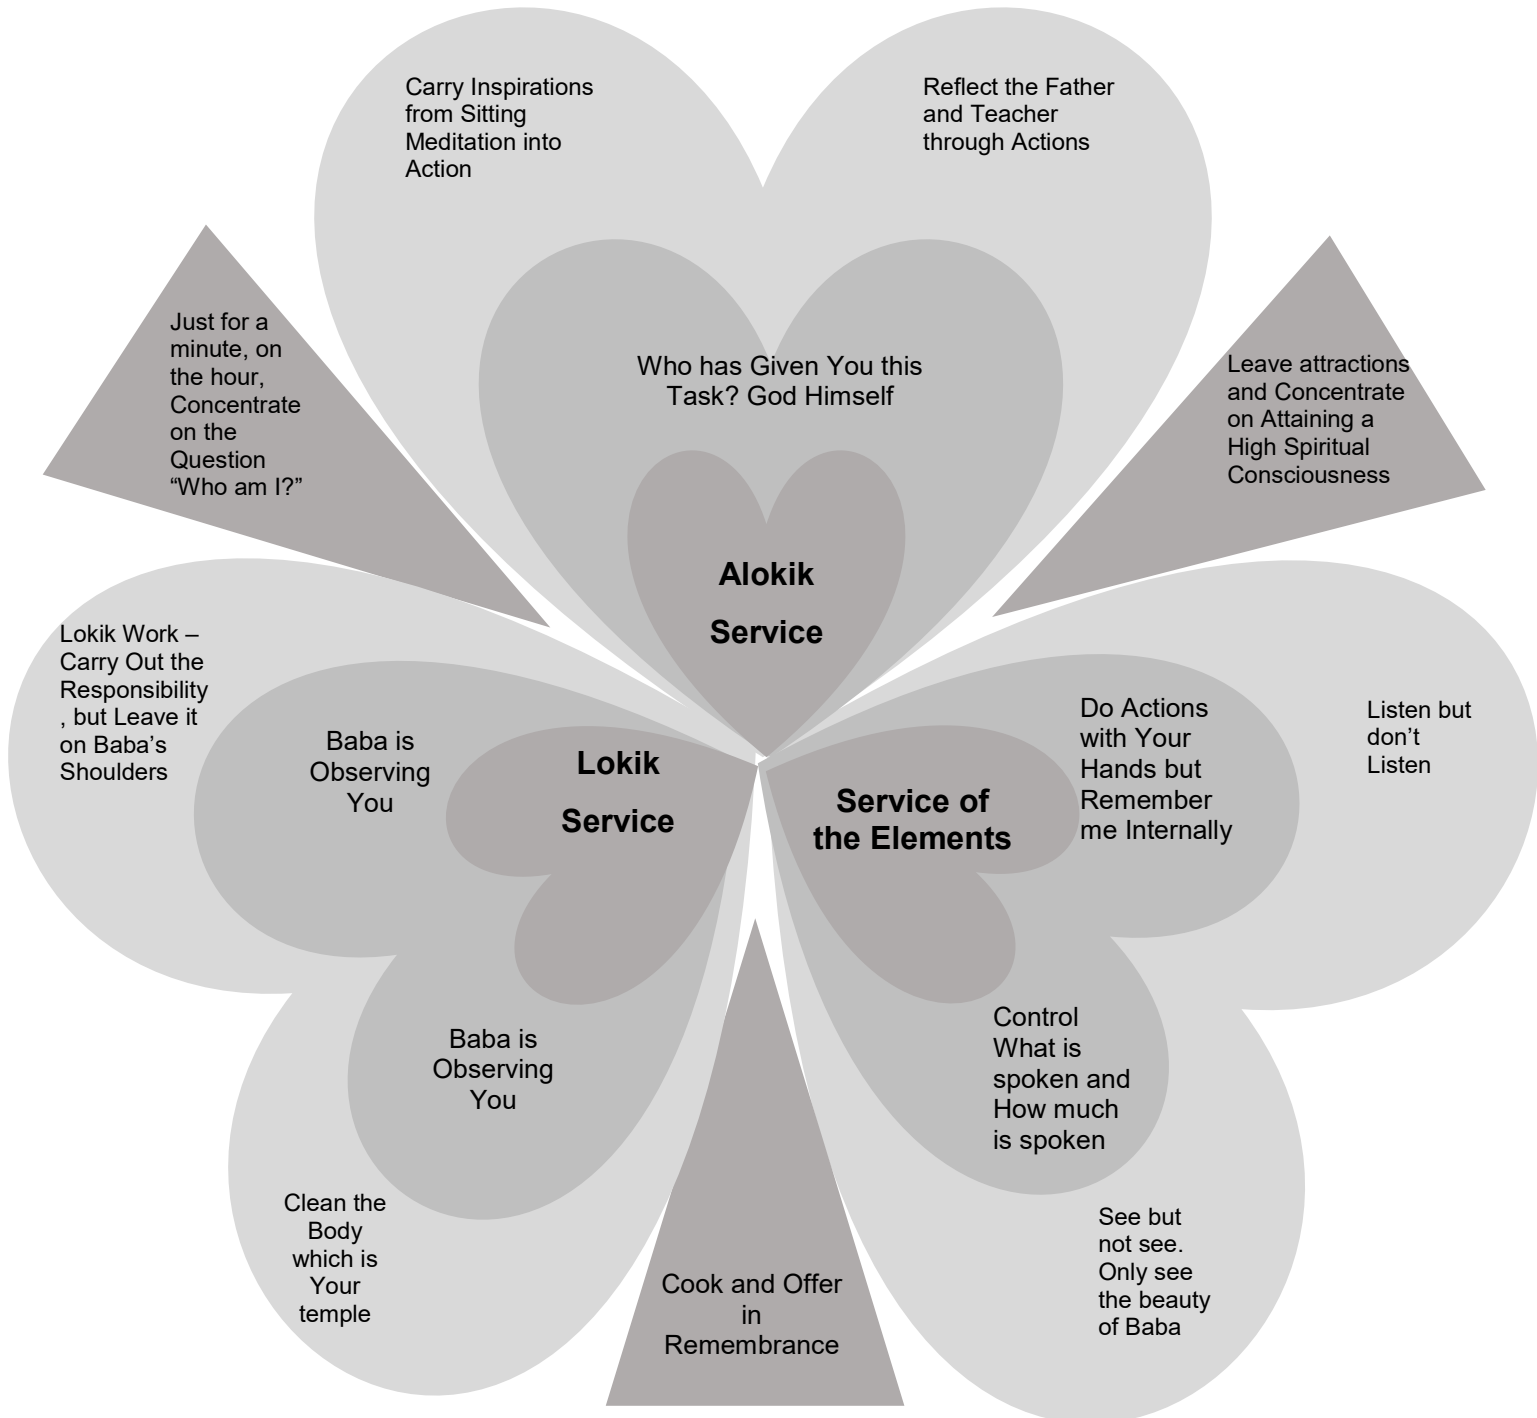 Carry Inspirations
from Sitting
Meditation into
Action
Reflect the Father
and Teacher
through Actions
Just for a
minute, on
the hour,
Concentrate
on the
Question
“Who am I?”
Who has Given You this
Task? God Himself
Leave attractions
and Concentrate
on Attaining a
High Spiritual
Consciousness
Alokik
Service
Lokik Work –
Carry Out the
Responsibility
, but Leave it
on Baba’s
Shoulders
Baba is
Observing
You
Lokik
Service
Service of
the Elements
Do Actions
with Your
Hands but
Remember
me Internally
Listen but
don’t
Listen
Baba is
Observing
You
Control
What is
spoken and
How much
is spoken
Clean the
Body
which is
Your
temple
Cook and Offer
in
Remembrance
See but
not see.
Only see
the beauty
of Baba